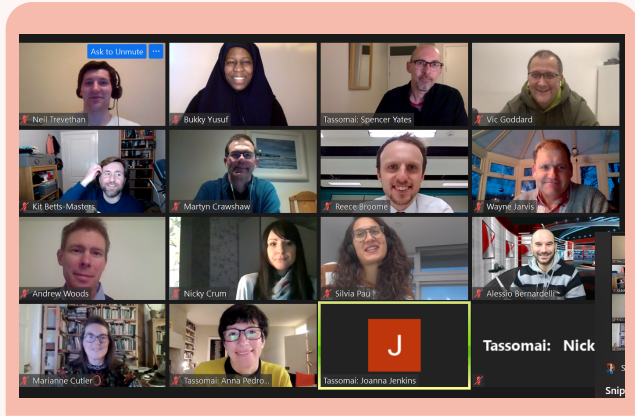 Ask to Unmute ...
Neil Trevethan
Bukky Yusuf
Tassomai: Spencer Yates
Vic Goddard
Kit Betts-Masters
Martyn Crawshaw
Reece Broome
Wayne Jarvis
Andrew Woods
Nicky Crum
Silvia Pau
Alessio Bernardelli
Marianne Cutler
Tassomai: Anna Pedro...
J
Tassomai: Joanna Jenkins
Tassomai: Nick
S
Snip